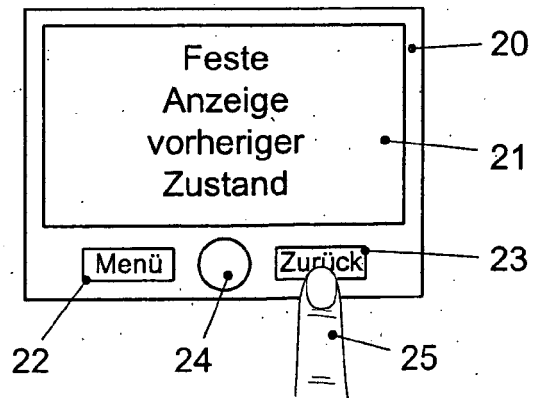 Feste
Anzeige
vorheriger
Zustand
20
21
Menü
Zurück
23
22
24
25